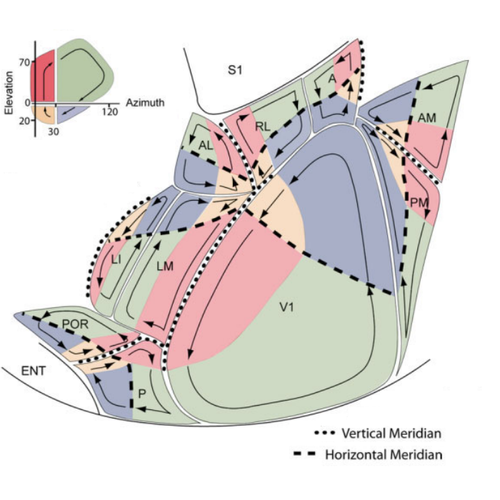 Elevation
70
0
20
30
120
Azimuth
S1
A
RL
AL
AM
PM
LI
LM
V1
POR
ENT
P
Vertical Meridian
Horizontal Meridian